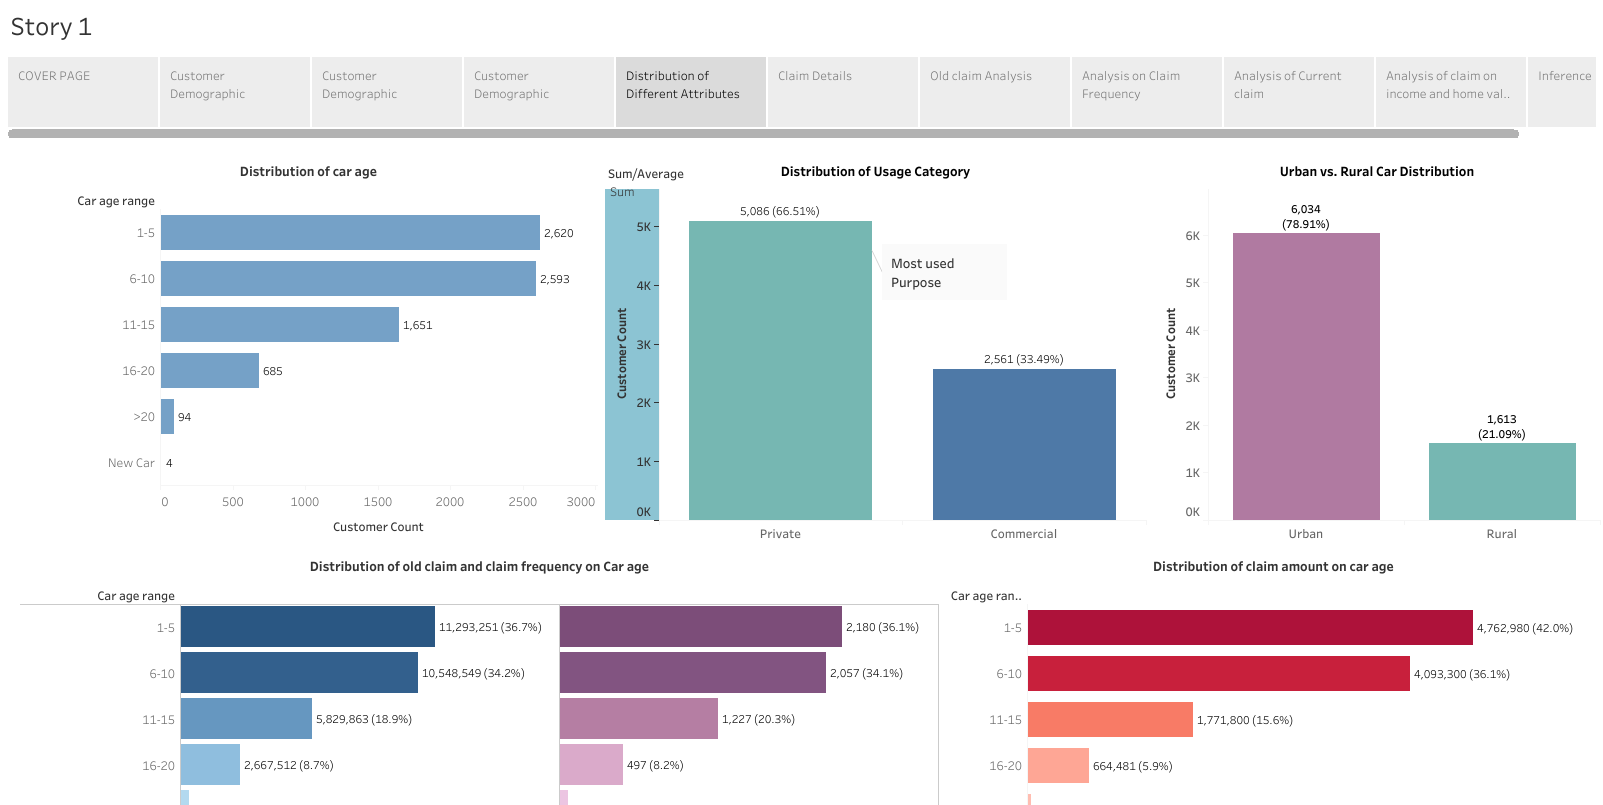 Story 1
COVER PAGE
Customer
Demographic
Customer
Demographic
Customer
Demographic
Distribution of
Different Attributes
Claim Details
Old claim Analysis
Analysis on Claim
Frequency
Analysis of Current
claim
Analysis of claim on
income and home val..
Inference
Distribution of car age
Car age range
1-5
2,620
6-10
2,593
11-15
1,651
16-20
685
>20
94
New Car
4
0
500
1000
1500
2000
2500
3000
Customer Count
Sum/Average
Sum
Distribution of Usage Category
Customer Count
5K
4K
3K
2K
1K
0K
5,086 (66.51%)
Most used
Purpose
2,561 (33.49%)
Private
Commercial
Urban vs. Rural Car Distribution
Customer Count
6K
5K
4K
3K
2K
1K
0K
6,034
(78.91%)
1,613
(21.09%)
Urban
Rural
Distribution of old claim and claim frequency on Car age
Car age range
1-5
11,293,251 (36.7%)
2,180 (36.1%)
6-10
10,548,549 (34.2%)
2,057 (34.1%)
11-15
5,829,863 (18.9%)
1,227 (20.3%)
16-20
2,667,512 (8.7%)
497 (8.2%)
Distribution of claim amount on car age
Car age ran..
1-5
4,762,980 (42.0%)
6-10
4,093,300 (36.1%)
11-15
1,771,800 (15.6%)
16-20
664,481 (5.9%)